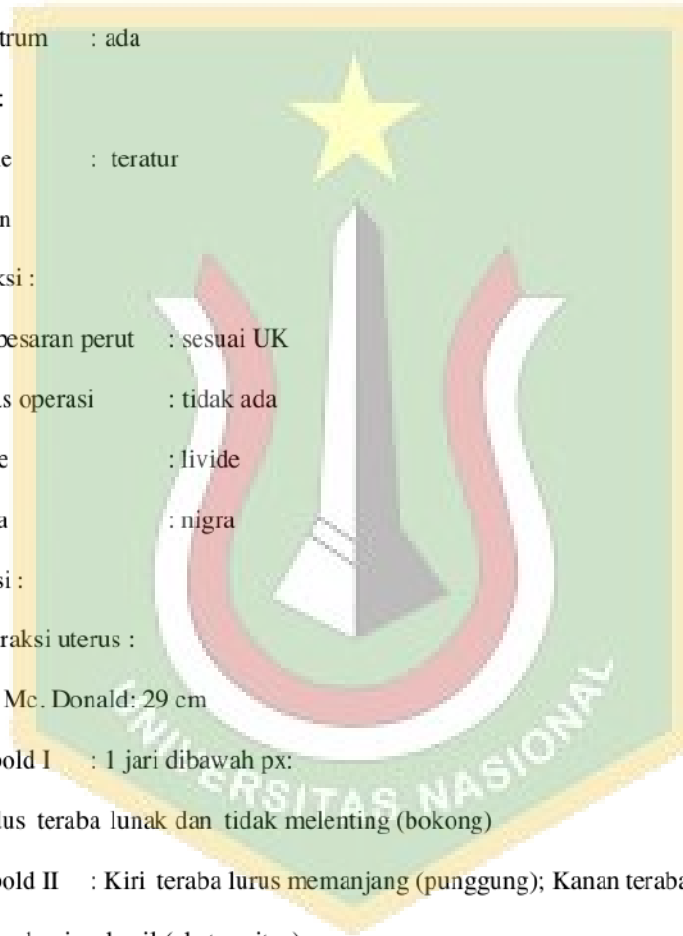 trum : ada
:
e : teratur
n
ksi :
besaran perut : sesuai UK
s operasi : tidak ada
e : livide
a : nigra
si :
raksi uterus :
Mc. Donald: 29 cm
pold I : 1 jari dibawah px:
dus teraba lunak dan tidak melenting (bokong)
pold II : Kiri teraba lurus memanjang (punggung); Kanan teraba
UNIVERSITAS NASIONAL